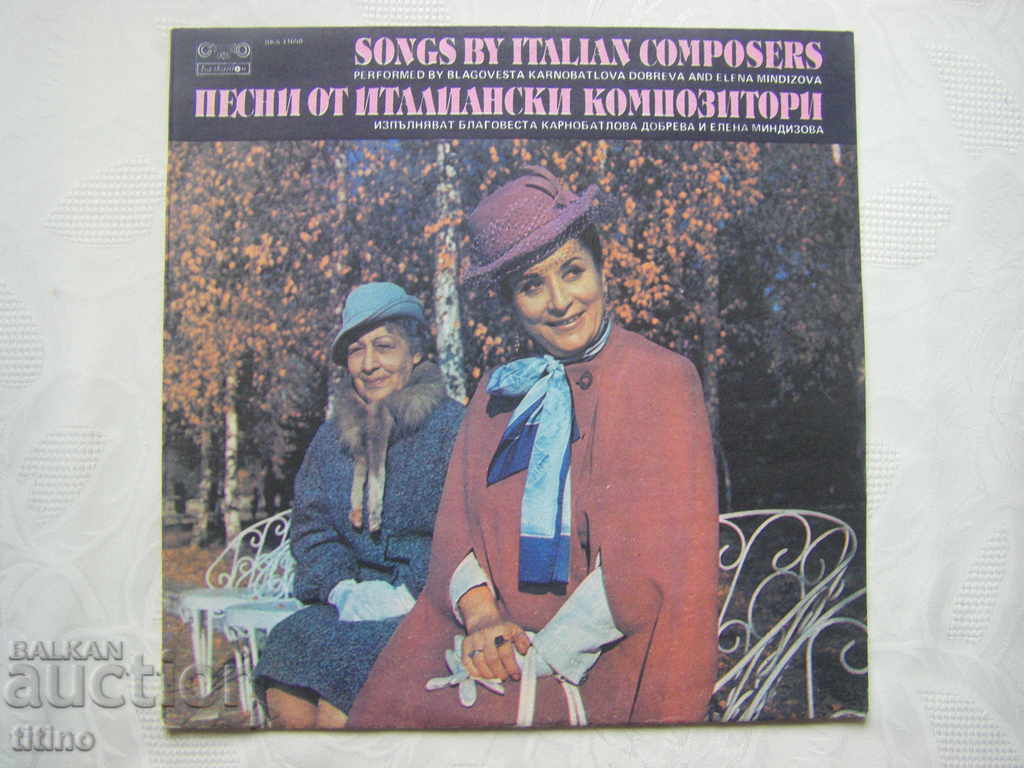 SONGS BY ITALIAN COMPOSERS
PERFORMED BY BLAGOVESTA KARNOBATLOVA DOBREVA AND ELENA MINDIZOVA
ПЕСНИ ОТ ИТАЛИАНСКИ КОМПОЗИТОРИ
ИЗПЪЛНЯВАТ БЛАГОВЕСТА КАРНОБАТЛОВА ДОБРЕВА И ЕЛЕНА МИНДИЗОВА
BALKAN
auction
titino